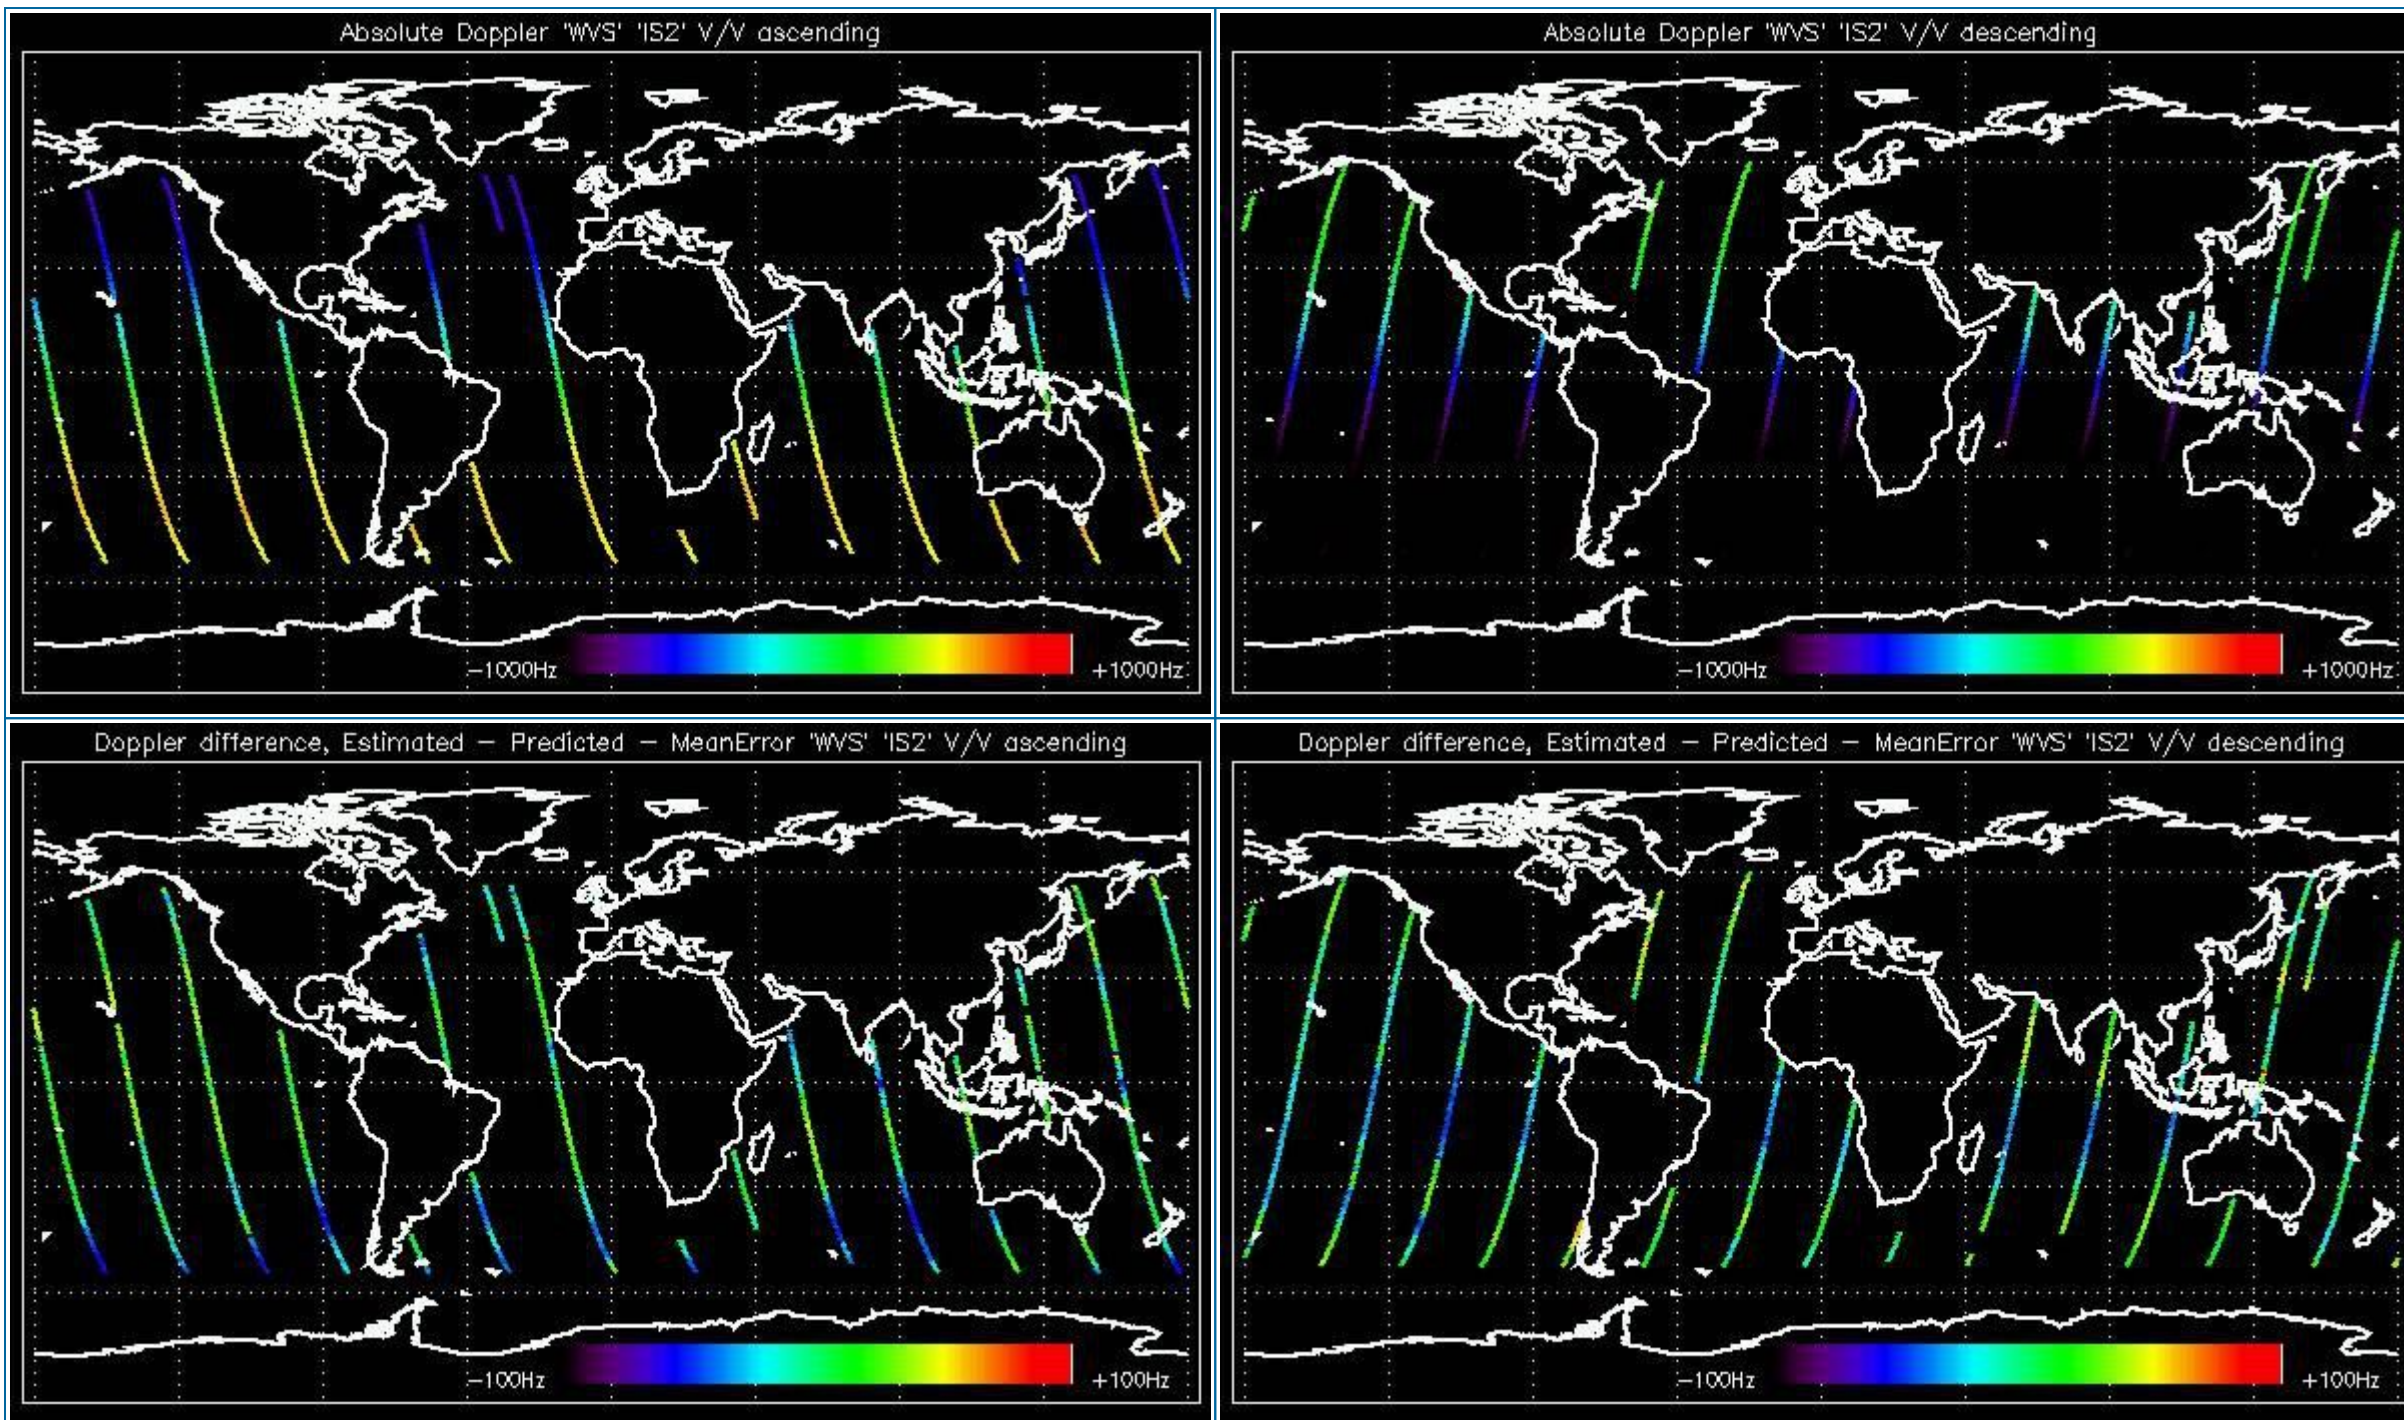 Absolute Doppler 'WVS' 'IS2' V/V ascending
−1000Hz
+1000Hz
Absolute Doppler 'WVS' 'IS2' V/V descending
−1000Hz
+1000Hz
Doppler difference, Estimated − Predicted − MeanError 'WVS' 'IS2' V/V ascending
−100Hz
+100Hz
Doppler difference, Estimated − Predicted − MeanError 'WVS' 'IS2' V/V descending
−100Hz
+100Hz